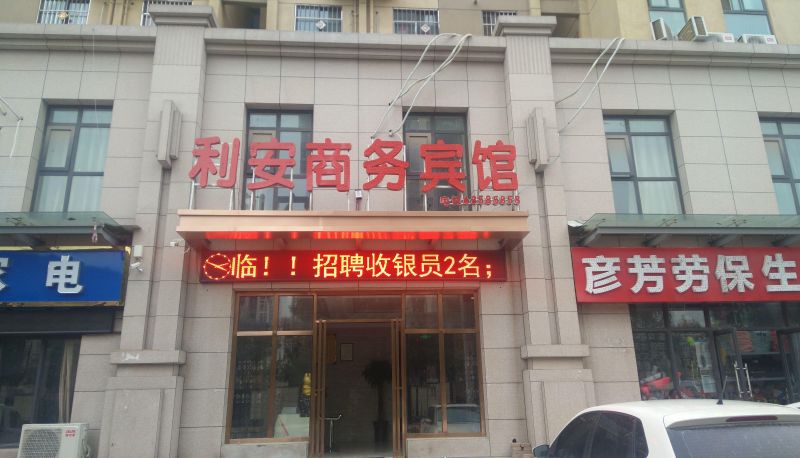 利安商务宾馆
临！！招聘收银员2名；
电
彦芳劳保生